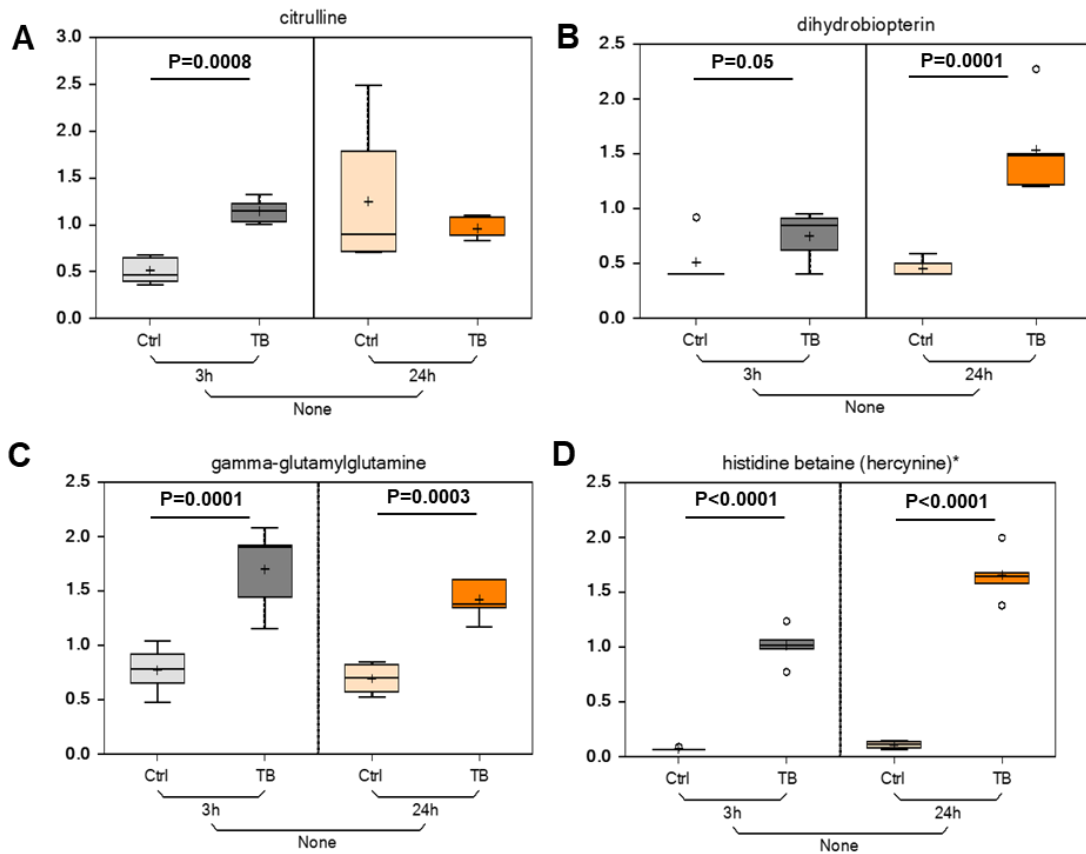 A
citrulline
3.0
2.5
2.0
1.5
1.0
0.5
0.0
P=0.0008
Ctrl TB Ctrl TB
3h 24h
None
B
dihydrobiopterin
2.5
2.0
1.5
1.0
0.5
0.0
P=0.05 P=0.0001
Ctrl TB Ctrl TB
3h 24h
None
C
gamma-glutamylglutamine
2.5
2.0
1.5
1.0
0.5
0.0
P=0.0001 P=0.0003
Ctrl TB Ctrl TB
3h 24h
None
D
histidine betaine (hercynine)*
2.5
2.0
1.5
1.0
0.5
0.0
P<0.0001 P<0.0001
Ctrl TB Ctrl TB
3h 24h
None